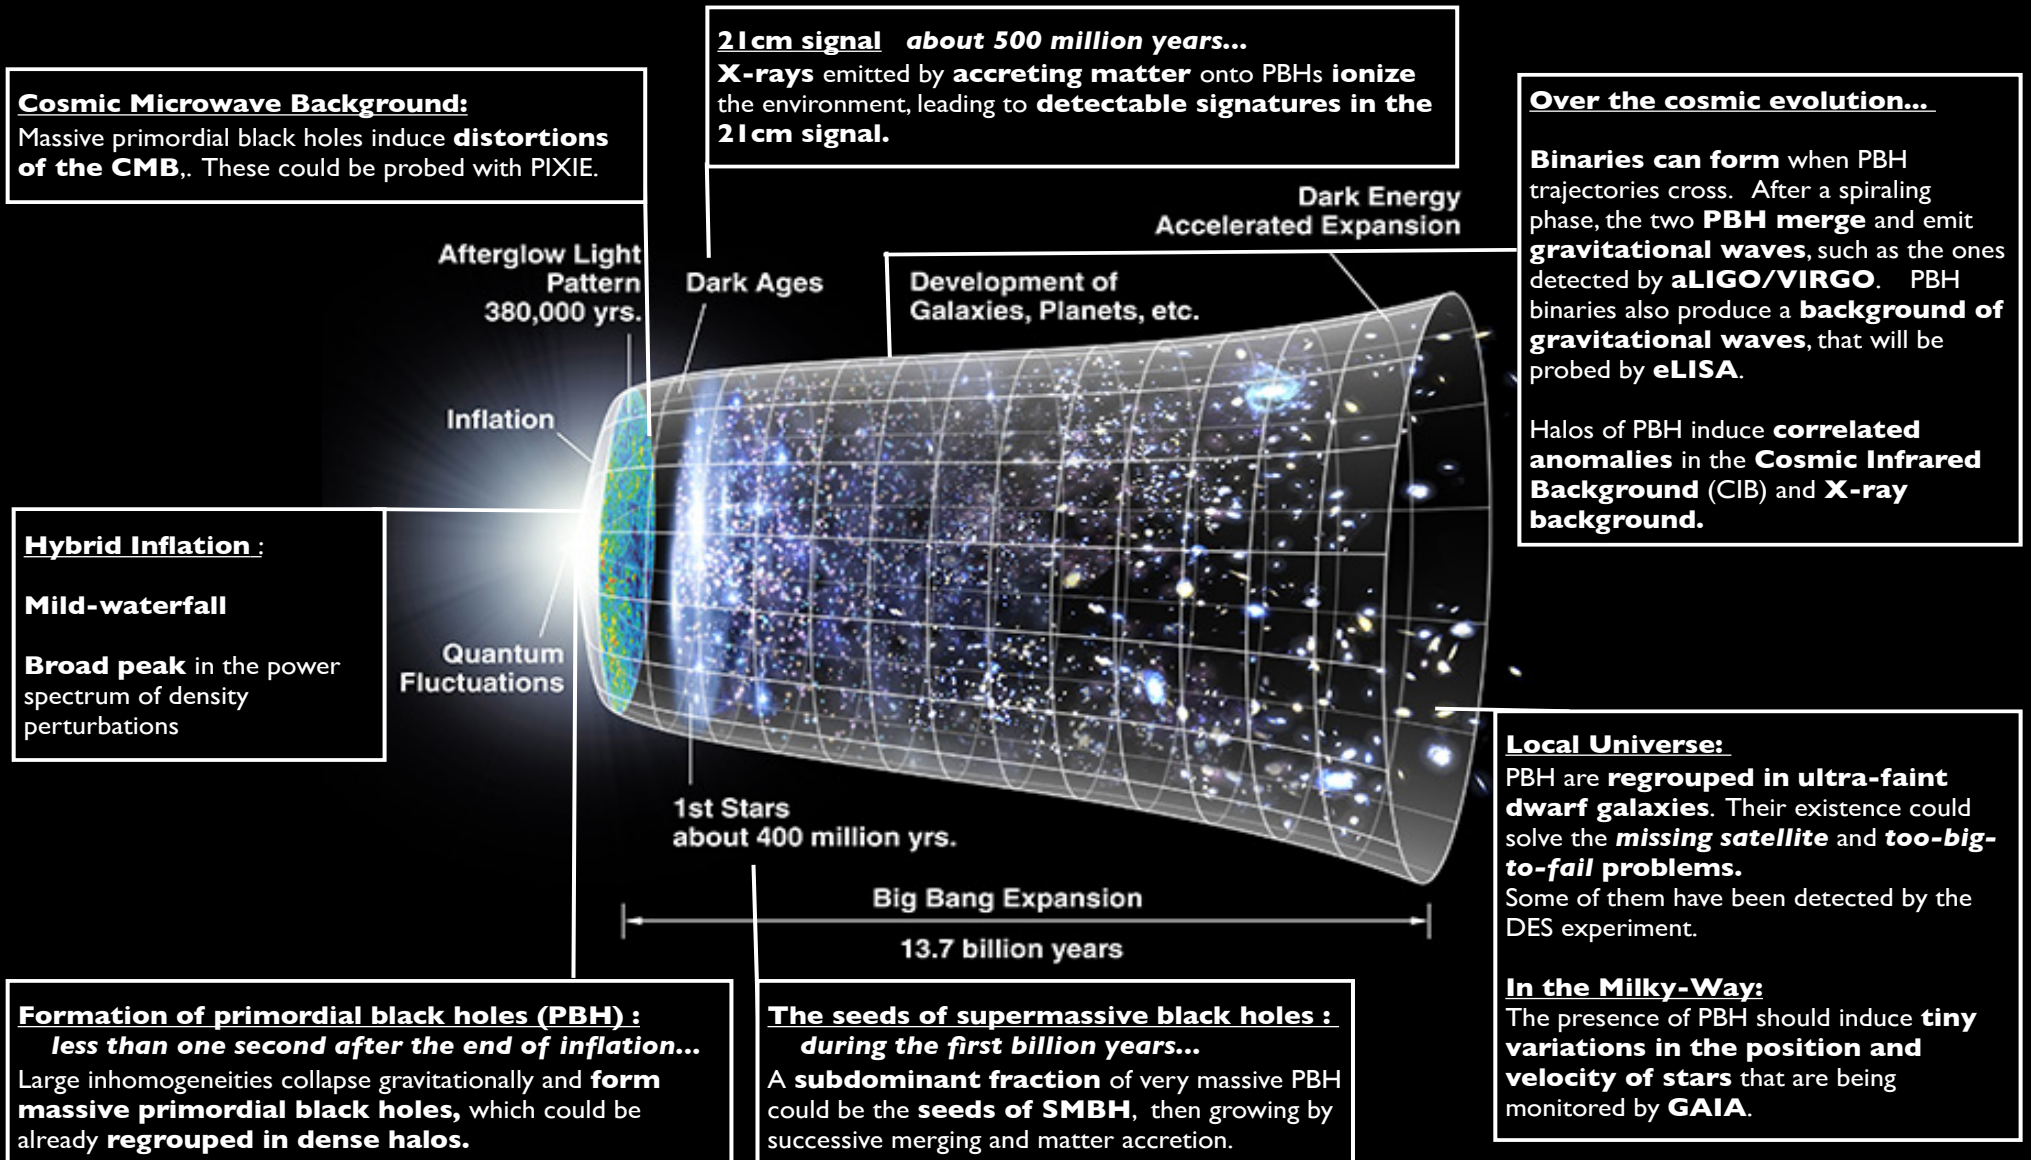 21cm signal about 500 million years...
X-rays emitted by accreting matter onto PBHs ionize
the environment, leading to detectable signatures in the
21cm signal.
Cosmic Microwave Background:
Massive primordial black holes induce distortions
of the CMB,. These could be probed with PIXIE.
Over the cosmic evolution...
Binaries can form when PBH
trajectories cross. After a spiraling
phase, the two PBH merge and emit
gravitational waves, such as the ones
detected by aLIGO/VIRGO. PBH
binaries also produce a background of
gravitational waves, that will be
probed by eLISA.
Halos of PBH induce correlated
anomalies in the Cosmic Infrared
Background (CIB) and X-ray
background.
Dark Energy
Accelerated Expansion
Afterglow Light
Pattern
380,000 yrs.
Dark Ages
Development of
Galaxies, Planets, etc.
Inflation
Hybrid Inflation :
Mild-waterfall
Broad peak in the power
spectrum of density
perturbations
Quantum
Fluctuations
1st Stars
about 400 million yrs.
Big Bang Expansion
13.7 billion years
Local Universe:
PBH are regrouped in ultra-faint
dwarf galaxies. Their existence could
solve the missing satellite and too-big-
to-fail problems.
Some of them have been detected by the
DES experiment.
In the Milky-Way:
The presence of PBH should induce tiny
variations in the position and
velocity of stars that are being
monitored by GAIA.
Formation of primordial black holes (PBH) :
less than one second after the end of inflation...
Large inhomogeneities collapse gravitationally and form
massive primordial black holes, which could be
already regrouped in dense halos.
The seeds of supermassive black holes :
during the first billion years...
A subdominant fraction of very massive PBH
could be the seeds of SMBH, then growing by
successive merging and matter accretion.